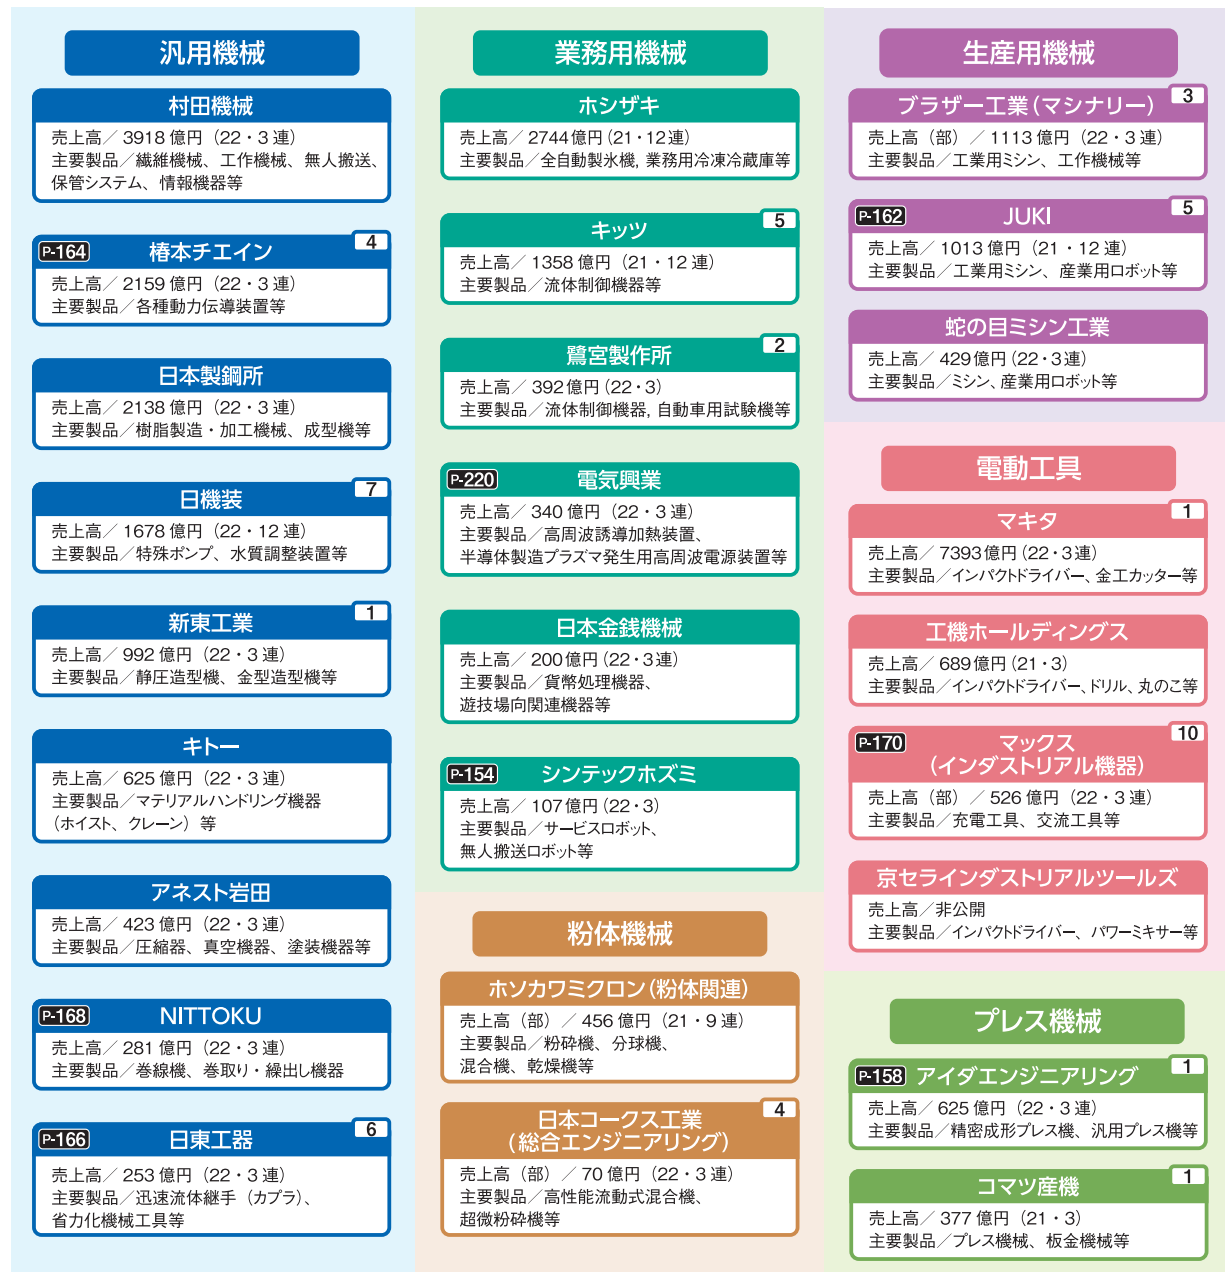 汎用機械
村田機械
売上高／3918億円（22・3連）
主要製品／繊維機械、工作機械、無人搬送、
保管システム、情報機器等
P-164 椿本チエイン 4
売上高／2159億円（22・3連）
主要製品／各種動力伝導装置等
日本製鋼所
売上高／2138億円（22・3連）
主要製品／樹脂製造・加工機械、成型機等
日機装 7
売上高／1678億円（22・12連）
主要製品／特殊ポンプ、水質調整装置等
新東工業 1
売上高／992億円（22・3連）
主要製品／静圧造型機、金型造型機等
キトー
売上高／625億円（22・3連）
主要製品／マテリアルハンドリング機器
（ホイスト、クレーン）等
アネスト岩田
売上高／423億円（22・3連）
主要製品／圧縮器、真空機器、塗装機器等
P-168 NITTOKU
売上高／281億円（22・3連）
主要製品／巻線機、巻取り・繰出し機器
P-166 日東工器 6
売上高／253億円（22・3連）
主要製品／迅速流体継手（カプラ）、
省力化機械工具等
業務用機械
ホシザキ
売上高／2744億円（21・12連）
主要製品／全自動製氷機,業務用冷凍冷蔵庫等
キッツ 5
売上高／1358億円（21・12連）
主要製品／流体制御機器等
鷺宮製作所 2
売上高／392億円（22・3）
主要製品／流体制御機器,自動車用試験機等
P-220 電気興業
売上高／340億円（22・3連）
主要製品／高周波誘導加熱装置、
半導体製造プラズマ発生用高周波電源装置等
日本金銭機械
売上高／200億円（22・3連）
主要製品／貨幣処理機器、
遊技場向関連機器等
P-154 シンテックホズミ
売上高／107億円（22・3）
主要製品／サービスロボット、
無人搬送ロボット等
粉体機械
ホソカワミクロン（粉体関連）
売上高（部）／456億円（21・9連）
主要製品／粉砕機、分球機、
混合機、乾燥機等
日本コークス工業 4
（総合エンジニアリング）
売上高（部）／70億円（22・3連）
主要製品／高性能流動式混合機、
超微粉砕機等
生産用機械
ブラザー工業（マシナリー） 3
売上高（部）／1113億円（22・3連）
主要製品／工業用ミシン、工作機械等
P-162 JUKI 5
売上高／1013億円（21・12連）
主要製品／工業用ミシン、産業用ロボット等
蛇の目ミシン工業
売上高／429億円（22・3連）
主要製品／ミシン、産業用ロボット等
電動工具
マキタ 1
売上高／7393億円（22・3連）
主要製品／インパクトドライバー、金工カッター等
工機ホールディングス
売上高／689億円（21・3）
主要製品／インパクトドライバー、ドリル、丸のこ等
P-170 マックス 10
（インダストリアル機器）
売上高（部）／526億円（22・3連）
主要製品／充電工具、交流工具等
京セラインダストリアルツールズ
売上高／非公開
主要製品／インパクトドライバー、パワーミキサー等
プレス機械
P-158 アイダエンジニアリング 1
売上高／625億円（22・3連）
主要製品／精密成形プレス機、汎用プレス機等
コマツ産機 1
売上高／377億円（21・3）
主要製品／プレス機械、板金機械等